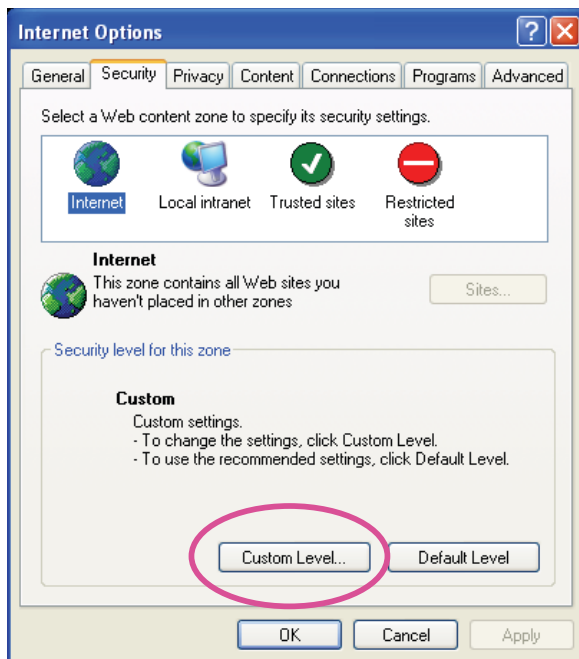 Internet Options
General Security Privacy Content Connections Programs Advanced
Select a Web content zone to specify its security settings.
Internet Local intranet Trusted sites Restricted
sites
Internet
This zone contains all Web sites you
haven't placed in other zones
Sites...
Security level for this zone
Custom
Custom settings.
- To change the settings, click Custom Level.
- To use the recommended settings, click Default Level.
Custom Level... Default Level
OK Cancel Apply